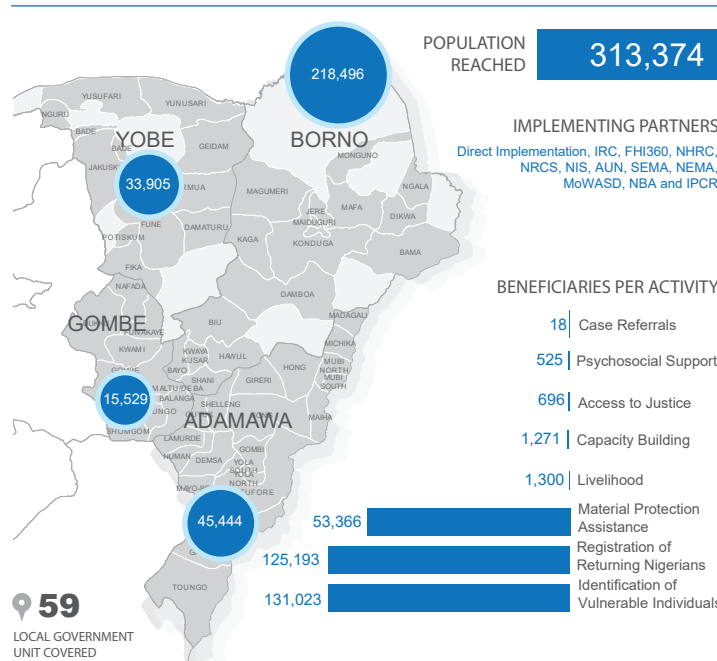 POPULATION
REACHED
313,374
218,496
IMPLEMENTING PARTNERS
Direct Implementation, IRC, FHI360, NHRC,
NRCS, NIS, AUN, SEMA, NEMA,
MoWASD, NBA and IPCR
YUSUFARI
YUNUSARI
NGURU
BADE
YOBE
BADE
GEIDAM
BORNO
MONGUNO
JAKUSK
33,905
RMUA
MAGUMERI
NGALA
JERE
MAFA
MAIDUGURI
DIKWA
FUNE
DAMATURU
POTISKUM
KAGA
KONDUGA
BAMA
FIKA
NAFADA
DAMBOA
BENEFICIARIES PER ACTIVITY
GOMBE
BIU
MADAGALI
18 Case Referrals
KWAMI
KWAYA
KUSAR
HAWUL
MICHIKA
MUBI
NORTH
MUBI
SOUTH
525 Psychosocial Support
BAYO
HONG
SHANI
GIRERI
15,529
BALANGA
SHELLENG
696 Access to Justice
MAIHA
ADAMAWA
SHOMGOM
LAMURDE
GOMBI
1,271 Capacity Building
NUMAN
DEMSA
YOLA
SOUTH
YOLA
NORTH
1,300 Livelihood
45,444
53,366
Material Protection
Assistance
125,193
Registration of
Returning Nigerians
TOUNGO
131,023
Identification of
Vulnerable Individuals
59
LOCAL GOVERNMENT
UNIT COVERED